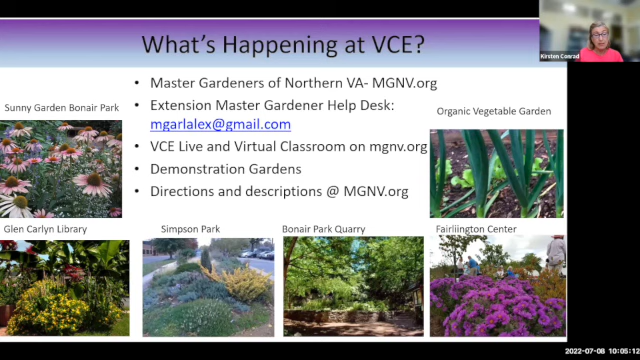 What's Happening at VCE?
Kirsten Conrad
• Master Gardeners of Northern VA- MGNV.org
• Extension Master Gardener Help Desk:
mgarlalex@gmail.com
• VCE Live and Virtual Classroom on mgnv.org
• Demonstration Gardens
• Directions and descriptions @ MGNV.org
Sunny Garden Bonair Park
Organic Vegetable Garden
Glen Carlyn Library
Simpson Park
Bonair Park Quarry
Fairliington Center
2022-07-08 10:05:12